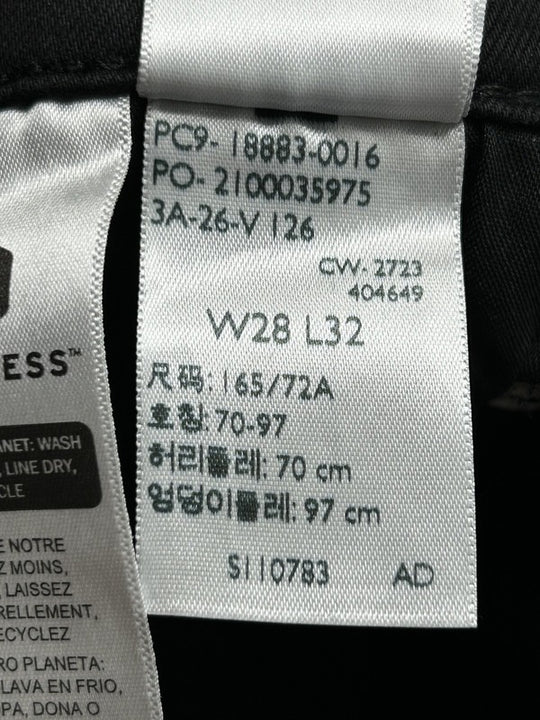 PC9- 18883-0016
PO- 2100035975
3A-26-V 126
CW- 2723
404649
W28 L32
尺码: 165/72A
호칭: 70-97
허리둘레: 70 cm
엉덩이둘레: 97 cm
S110783 AD
ESS™
ANET: WASH
, LINE DRY,
CLE
E NOTRE
Z MOINS,
, LAISSEZ
RELLEMENT,
ECYCLEZ
RO PLANETA:
LAVA EN FRIO,
PA, DONA O